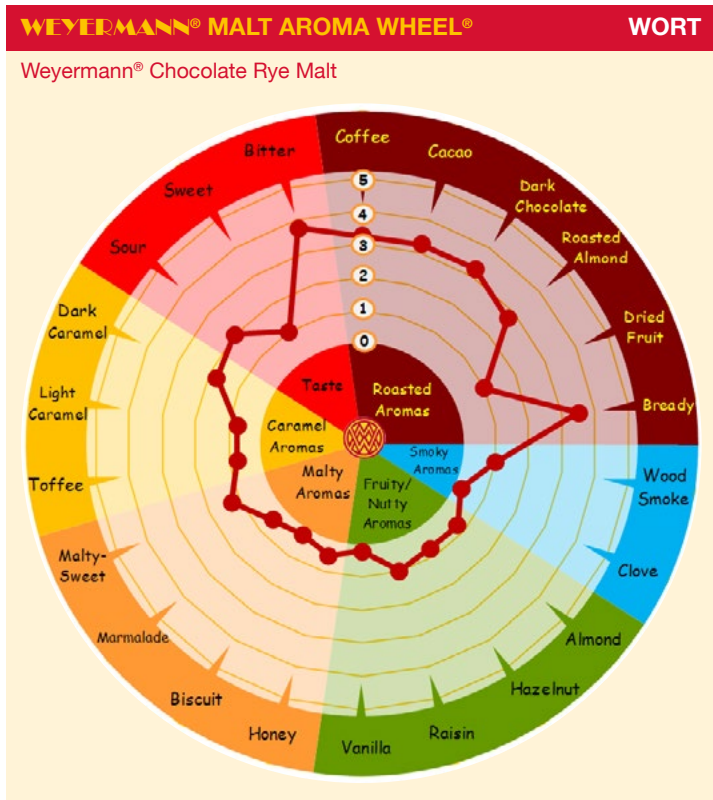 WEYERMANN® MALT AROMA WHEEL® WORT
Weyermann® Chocolate Rye Malt
Coffee
Cacao
Dark
Chocolate
Roasted
Almond
Dried
Fruit
Bready
Wood
Smoke
Clove
Almond
Hazelnut
Raisin
Vanilla
Honey
Biscuit
Marmalade
Malty-
Sweet
Toffee
Light
Caramel
Dark
Caramel
Sour
Sweet
Bitter
5
4
3
2
1
0
Taste
Roasted
Aromas
Caramel
Aromas
Smoky
Aromas
Malty
Aromas
Fruity/
Nutty
Aromas